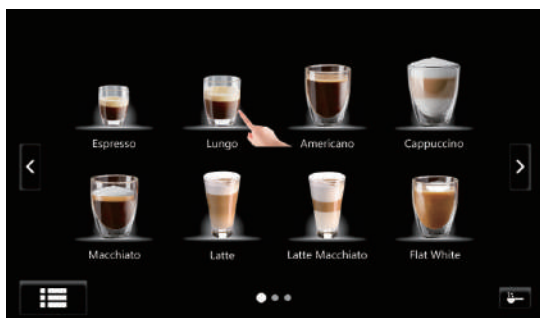 Espresso
Lungo
Americano
Cappuccino
Macchiato
Latte
Latte Macchiato
Flat White